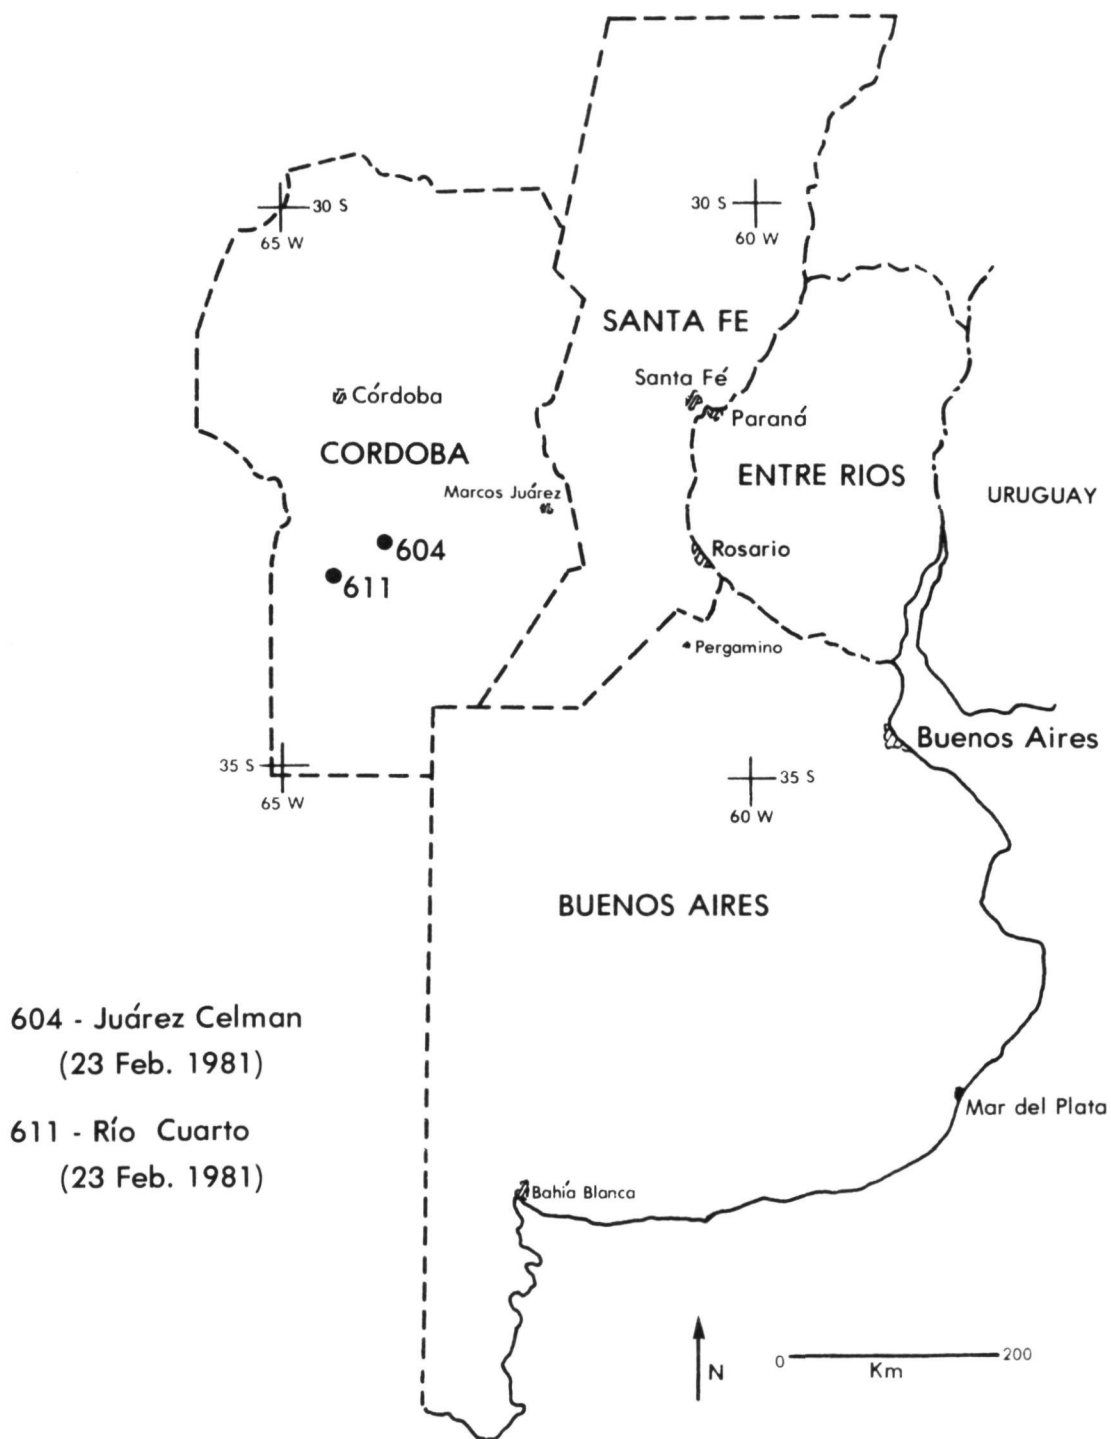 30 S
65 W
30 S
60 W
SANTA FE
Santa Fé
Córdoba
Paraná
CORDOBA
ENTRE RIOS
Marcos Juárez
URUGUAY
604
Rosario
611
Pergamino
Buenos Aires
35 S
65 W
35 S
60 W
BUENOS AIRES
604 - Juárez Celman
(23 Feb. 1981)
Mar del Plata
611 - Río Cuarto
(23 Feb. 1981)
Bahía Blanca
N
0
200
Km